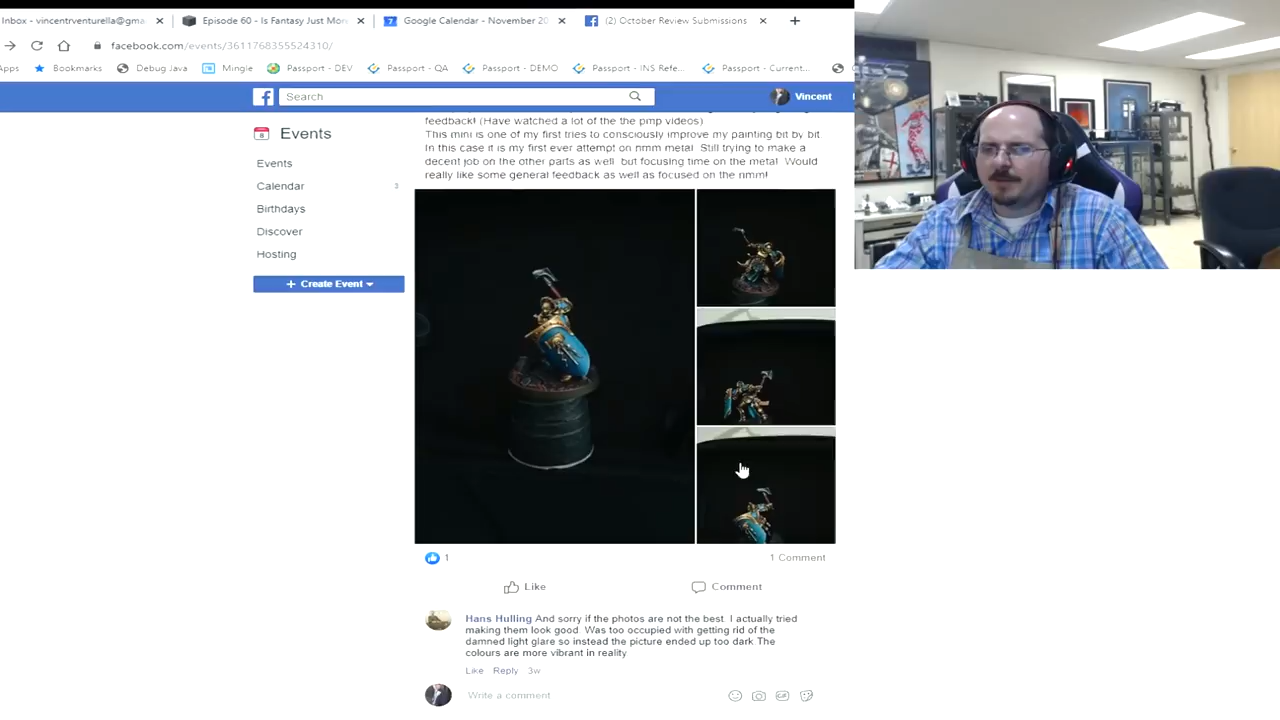 Inbox - vincentrventurella@gma
Episode 60 - Is Fantasy Just More
Google Calendar - November 20
(2) October Review Submissions
facebook.com/events/3611768355524310/
Apps
Bookmarks
Debug Java
Mingle
Passport - DEV
Passport - QA
Passport - DEMO
Passport - INS Refe...
Passport - Current...
Search
Vincent
Events
Events
Calendar
3
Birthdays
Discover
Hosting
+ Create Event
feedback! (Have watched a lot of the the pmp videos)
This mini is one of my first tries to consciously improve my painting bit by bit.
In this case it is my first ever attempt on nmm metal. Still trying to make a
decent job on the other parts as well, but focusing time on the metal. Would
really like some general feedback as well as focused on the nmm!
1
1 Comment
Like
Comment
Hans Hulling And sorry if the photos are not the best. I actually tried
making them look good. Was too occupied with getting rid of the
damned light glare so instead the picture ended up too dark. The
colours are more vibrant in reality
Like Reply 3w
Write a comment